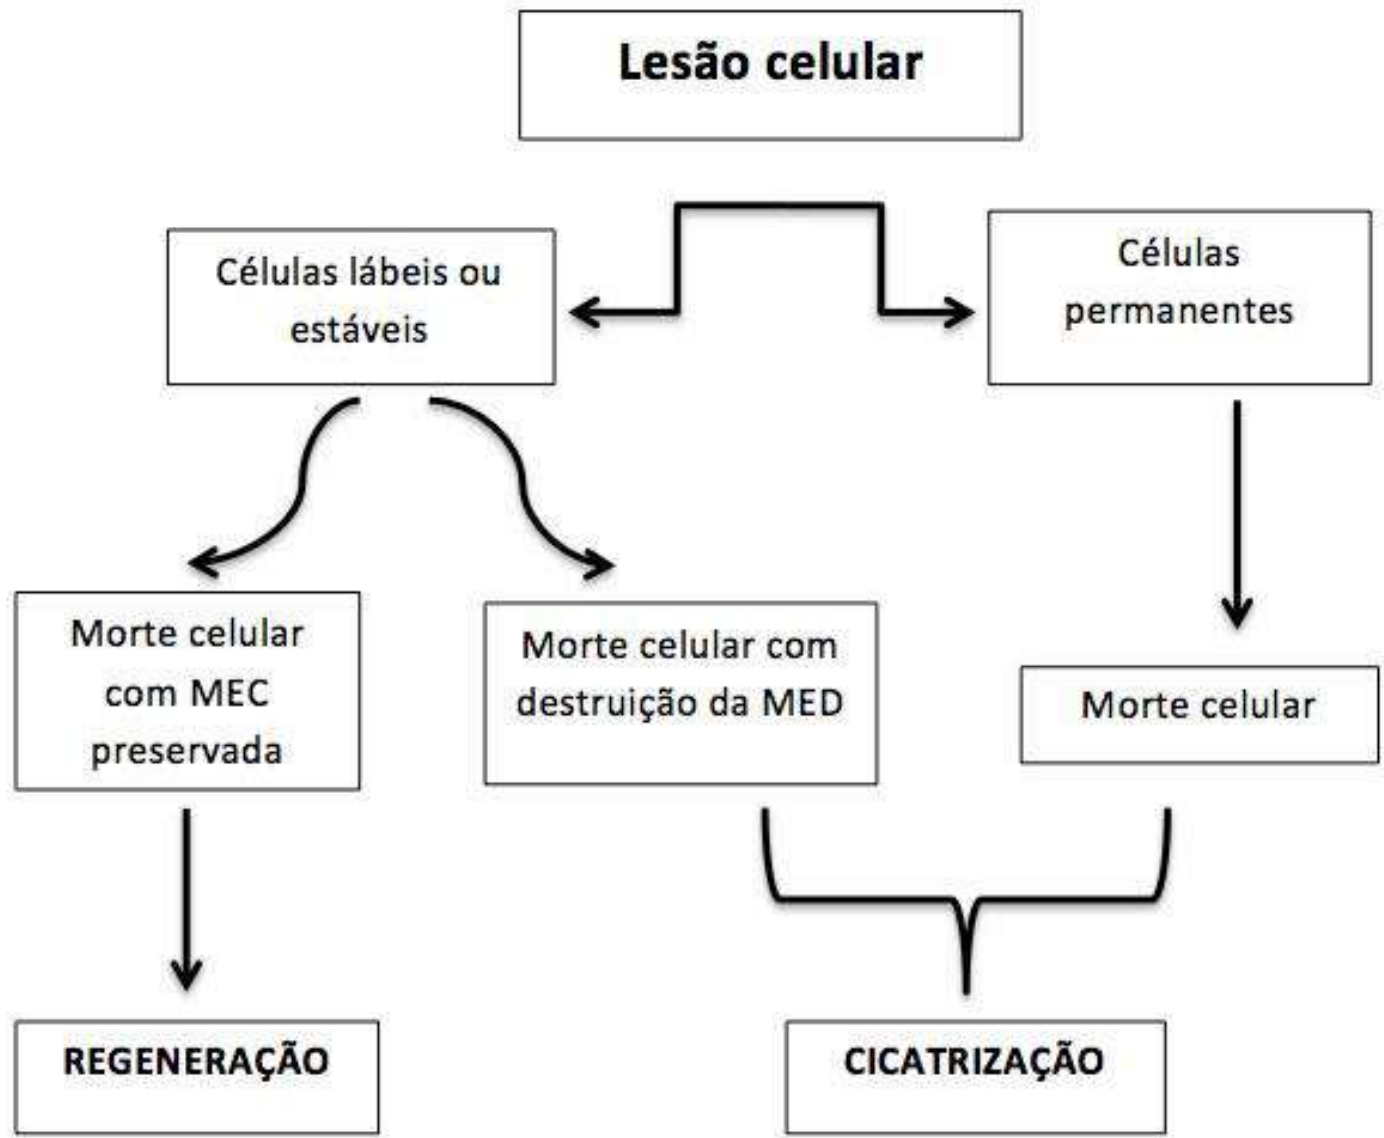 Lesão celular
Células lábeis ou
estáveis
Células
permanentes
Morte celular
com MEC
preservada
Morte celular com
destruição da MED
Morte celular
REGENERAÇÃO
CICATRIZAÇÃO